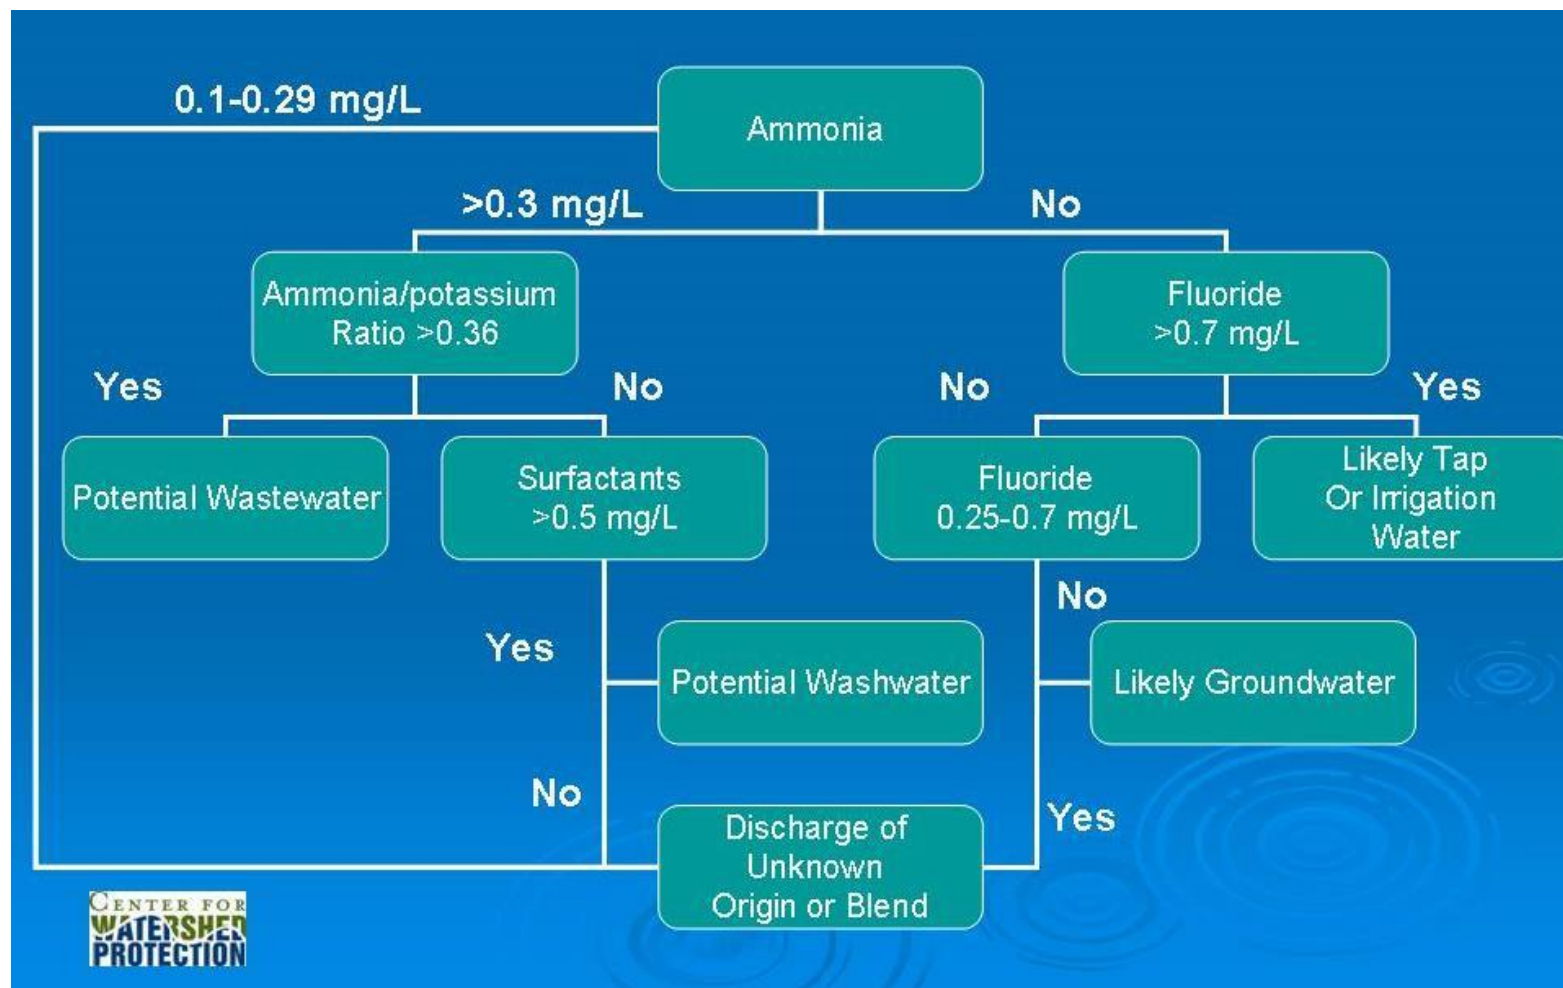 0.1-0.29 mg/L
Ammonia
>0.3 mg/L
No
Ammonia/potassium
Ratio >0.36
Fluoride
>0.7 mg/L
Yes
No
No
Yes
Potential Wastewater
Surfactants
>0.5 mg/L
Fluoride
0.25-0.7 mg/L
Likely Tap
Or Irrigation
Water
No
Yes
Potential Washwater
Likely Groundwater
No
Yes
Discharge of
Unknown
Origin or Blend
CENTER FOR
WATERSHED
PROTECTION